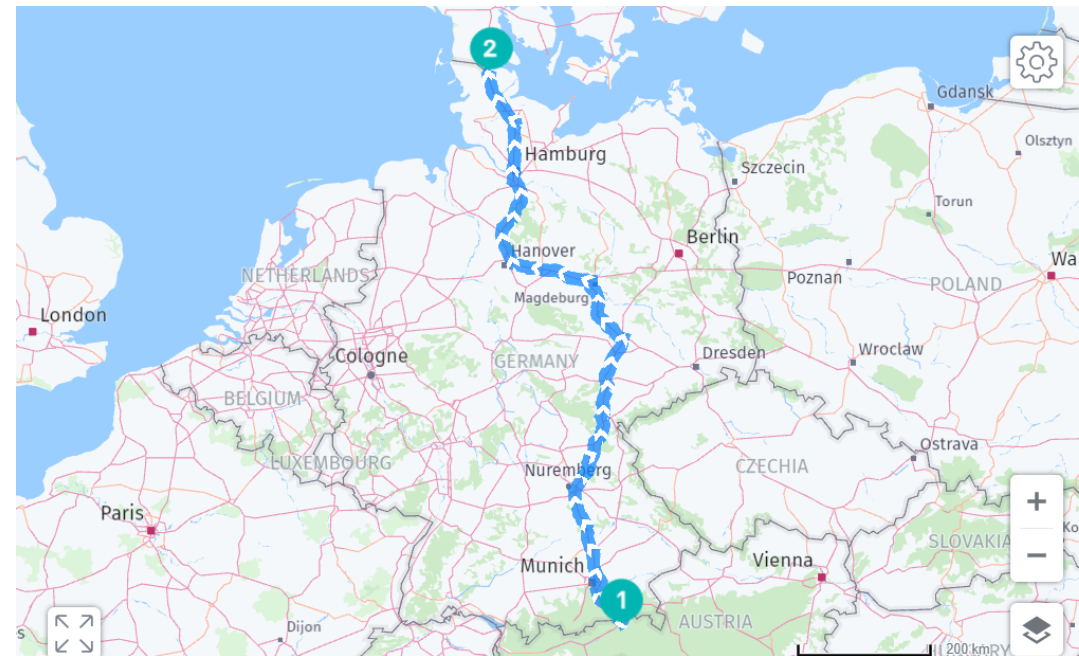 2
Gdansk
Olsztyn
Hamburg
Szczecin
Torun
Berlin
Hanover
Wa
NETHERLANDS
Poznan
POLAND
Magdeburg
London
Wroclaw
Cologne
Dresden
GERMANY
BELGIUM
Ostrava
LUXEMBOURG
Nuremberg
CZECHIA
+
Paris
Ko
SLOVAKIA
−
Munich
Vienna
1
AUSTRIA
s
Dijon
200 km